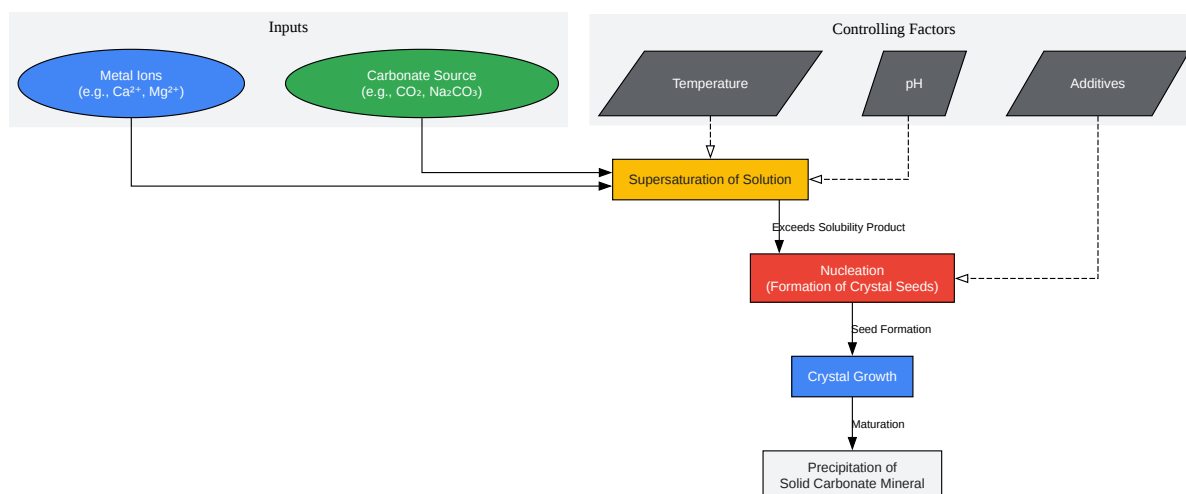 Inputs
Controlling Factors
Metal Ions
(e.g., Ca²⁺, Mg²⁺)
Carbonate Source
(e.g., CO₂, Na₂CO₃)
Temperature
pH
Additives
Supersaturation of Solution
Exceeds Solubility Product
Nucleation
(Formation of Crystal Seeds)
Seed Formation
Crystal Growth
Maturation
Precipitation of
Solid Carbonate Mineral